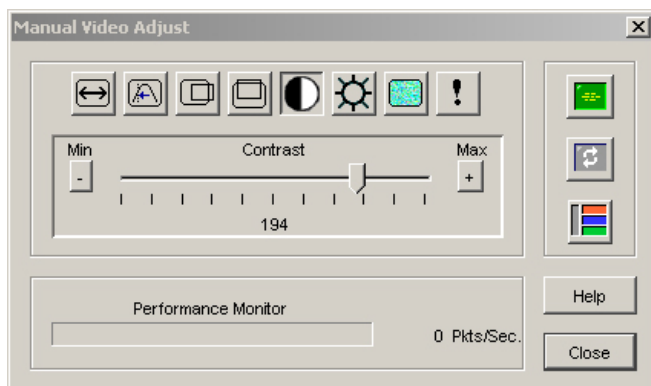 Manual Video Adjust
Min Contrast Max
- +
194
Performance Monitor
0 Pkts/Sec.
Help
Close